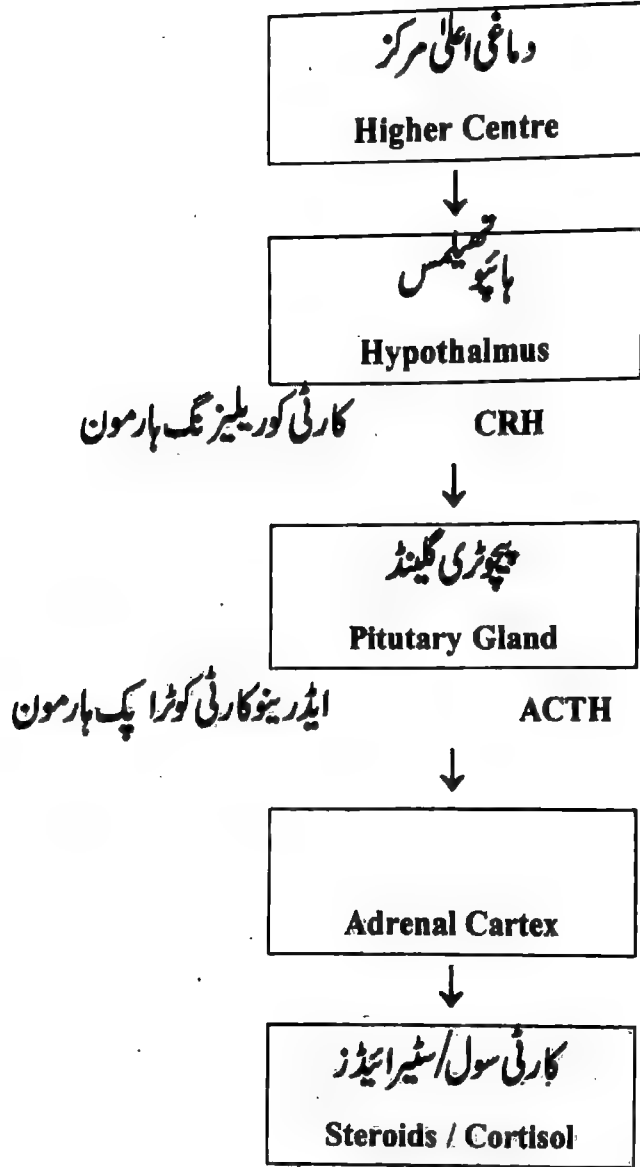 دماغی اعلیٰ مرکز
Higher Centre
ہائپوتھیلمس
Hypothalmus
کارٹی کوریلیزنگ ہارمون CRH
پیچوٹری گلینڈ
Pitutary Gland
ایڈرینوکارٹی کوٹراپک ہارمون ACTH
Adrenal Cartex
کارٹی سول/سٹیرائیڈز
Steroids / Cortisol